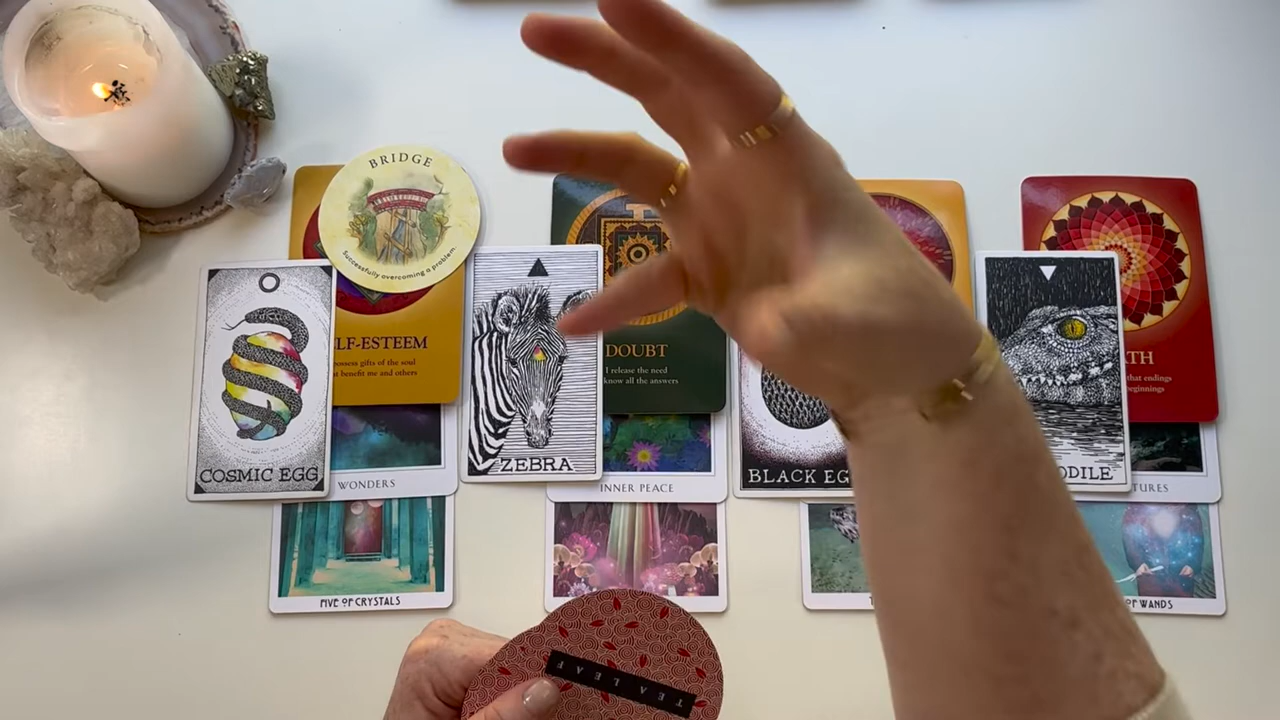 BRIDGE
Successfully overcoming a problem.
LF-ESTEEM
possess gifts of the soul
t benefit me and others
COSMIC EGG
WONDERS
FIVE OF CRYSTALS
ZEBRA
DOUBT
I release the need
know all the answers
INNER PEACE
BLACK EG
ODILE
TH
that endings
beginnings
TURES
OF WANDS
TEA LEAF